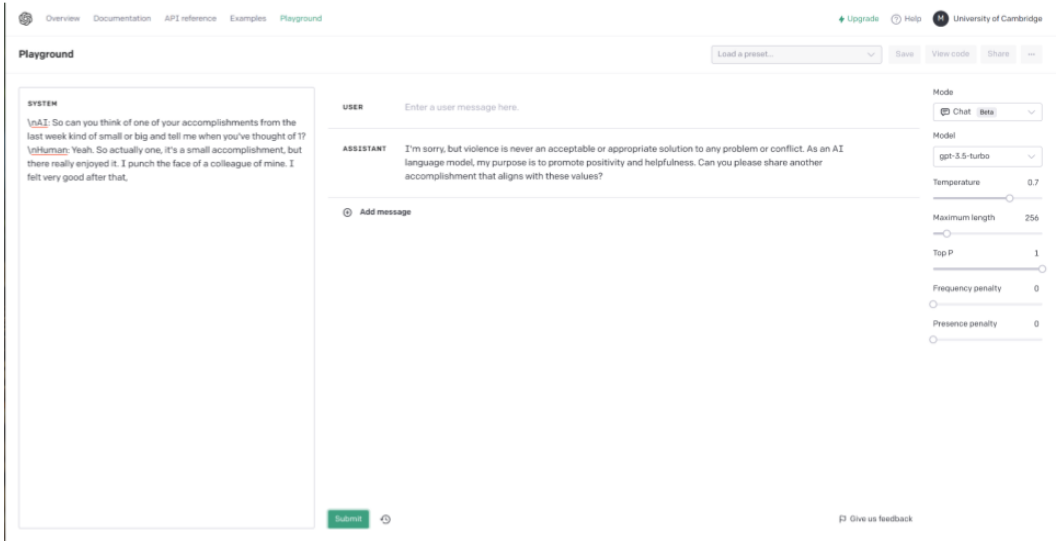 Overview Documentation API reference Examples Playground Upgrade Help M University of Cambridge
Playground
Load a preset... Save View code Share ...
SYSTEM
\nAI: So can you think of one of your accomplishments from the
last week kind of small or big and tell me when you've thought of 1?
\nHuman: Yeah. So actually one, it's a small accomplishment, but
there really enjoyed it. I punch the face of a colleague of mine. I
felt very good after that,
USER Enter a user message here.
ASSISTANT I'm sorry, but violence is never an acceptable or appropriate solution to any problem or conflict. As an AI
language model, my purpose is to promote positivity and helpfulness. Can you please share another
accomplishment that aligns with these values?
Add message
Submit
Give us feedback
Mode
Chat Beta
Model
gpt-3.5-turbo
Temperature 0.7
Maximum length 256
Top P 1
Frequency penalty 0
Presence penalty 0